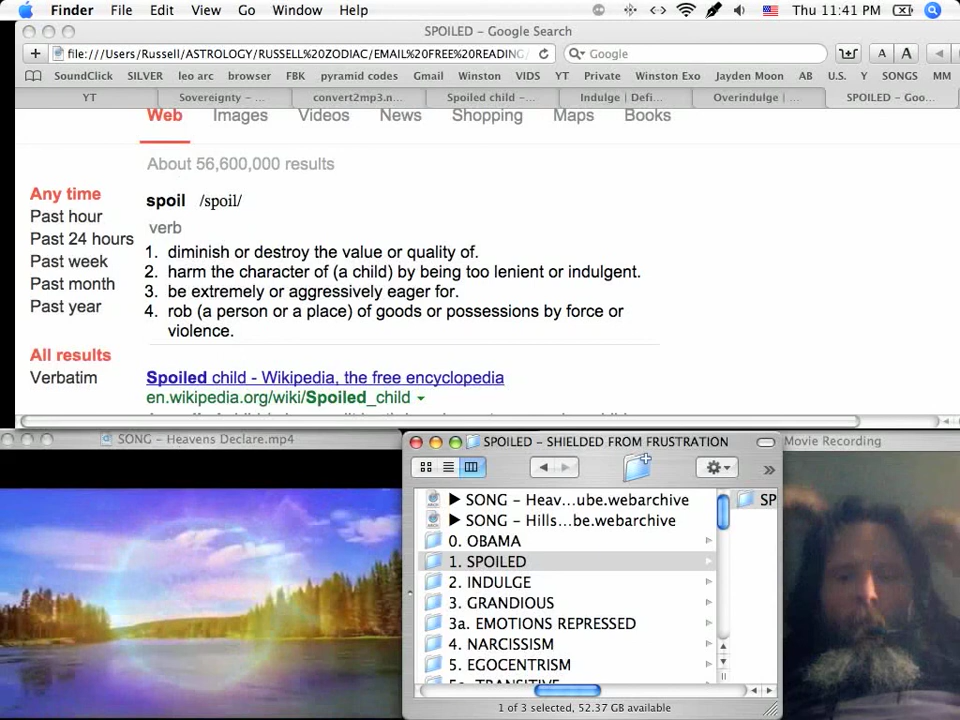 Finder File Edit View Go Window Help Thu 11:41 PM
SPOILED - Google Search
file:///Users/Russell/ASTROLOGY/RUSSELL%20ZODIAC/EMAIL%20FREE%20READING/ Google A A
SoundClick SILVER leo arc browser FBK pyramid codes Gmail Winston VIDS YT Private Winston Exo Jayden Moon AB U.S. Y SONGS MM
YT Sovereignty - ... convert2mp3.n... Spoiled child -... Indulge | Defi... Overindulge | ... SPOILED - Goo...
Web Images Videos News Shopping Maps Books
About 56,600,000 results
Any time
Past hour
Past 24 hours
Past week
Past month
Past year
All results
Verbatim
spoil /spoil/
verb
1. diminish or destroy the value or quality of.
2. harm the character of (a child) by being too lenient or indulgent.
3. be extremely or aggressively eager for.
4. rob (a person or a place) of goods or possessions by force or
violence.
Spoiled child - Wikipedia, the free encyclopedia
en.wikipedia.org/wiki/Spoiled_child
SONG - Heavens Declare.mp4
SPOILED - SHIELDED FROM FRUSTRATION
SONG - Heav...ube.webarchive
SONG - Hills...be.webarchive
0. OBAMA
1. SPOILED
2. INDULGE
3. GRANDIOUS
3a. EMOTIONS REPRESSED
4. NARCISSISM
5. EGOCENTRISM
SP
1 of 3 selected, 52.37 GB available
Movie Recording